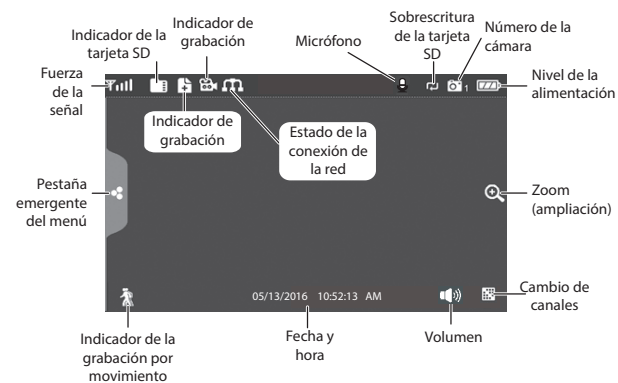 Indicador de la
tarjeta SD
Indicador de
grabación
Micrófono
Sobrescritura
de la tarjeta
SD
Número de la
cámara
Fuerza
de la
señal
Nivel de la
alimentación
1
Indicador de
grabación
Estado de la
conexión de
la red
Pestaña
emergente
del menú
Zoom
(ampliación)
05/13/2016 10:52:13 AM
Cambio de
canales
Indicador de la
grabación por
movimiento
Fecha y
hora
Volumen